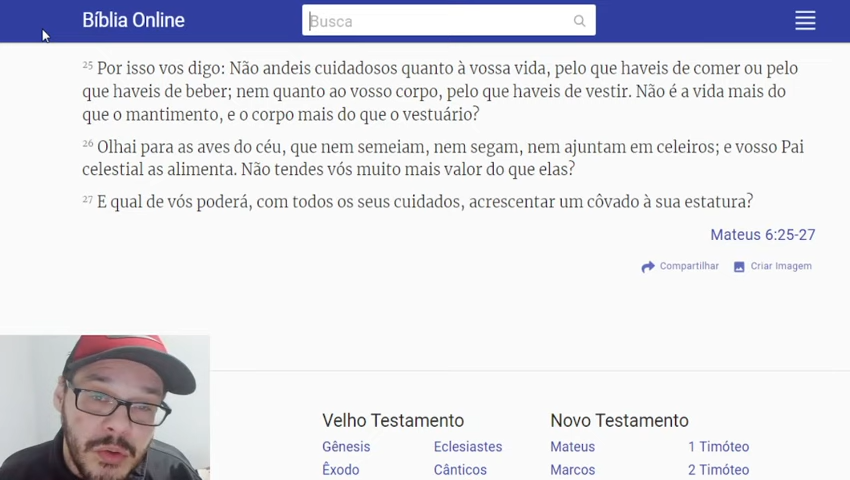 Bíblia Online
Busca
25 Por isso vos digo: Não andeis cuidadosos quanto à vossa vida, pelo que haveis de comer ou pelo
que haveis de beber; nem quanto ao vosso corpo, pelo que haveis de vestir. Não é a vida mais do
que o mantimento, e o corpo mais do que o vestuário?
26 Olhai para as aves do céu, que nem semeiam, nem segam, nem ajuntam em celeiros; e vosso Pai
celestial as alimenta. Não tendes vós muito mais valor do que elas?
27 E qual de vós poderá, com todos os seus cuidados, acrescentar um côvado à sua estatura?
Mateus 6:25-27
Compartilhar Criar Imagem
Velho Testamento Novo Testamento
Gênesis Eclesiastes Mateus 1 Timóteo
Êxodo Cânticos Marcos 2 Timóteo